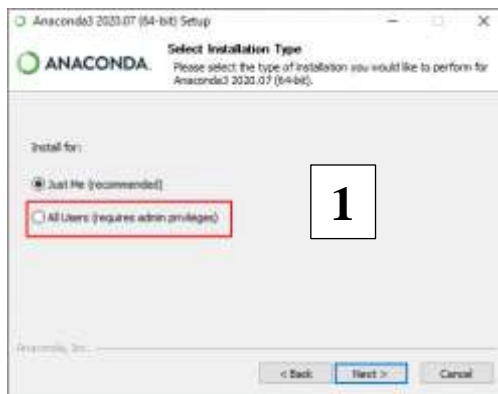 Anaconda3 2020.07 (64-bit) Setup
ANACONDA.
Select Installation Type
Please select the type of installation you would like to perform for
Anaconda3 2020.07 (64-bit).
Install for:
Just Me (recommended)
All Users (requires admin privileges)
1
Anaconda, Inc.
< Back
Next >
Cancel